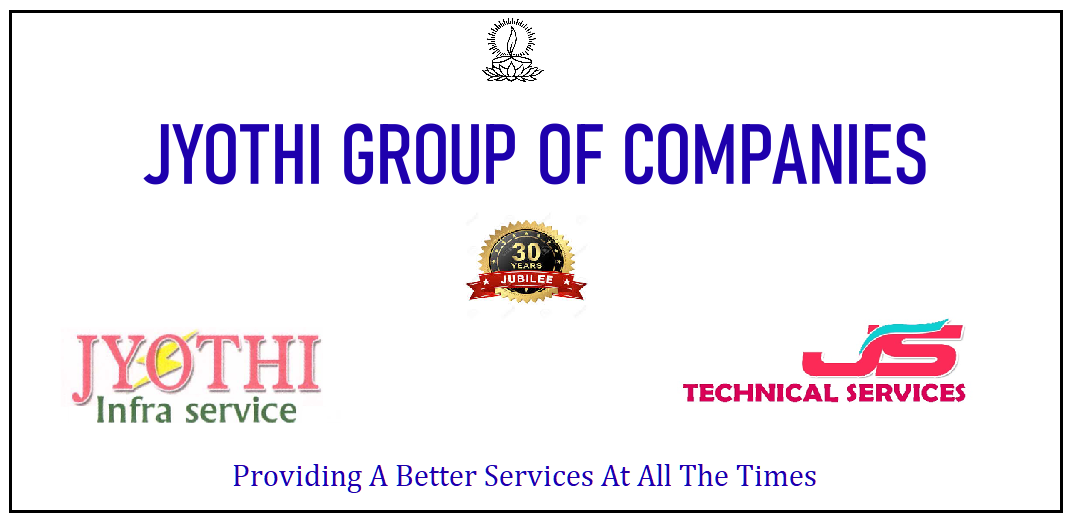 JYOTHI GROUP OF COMPANIES
30
YEARS
JUBILEE
JYOTHI
Infra service
JS
TECHNICAL SERVICES
Providing A Better Services At All The Times